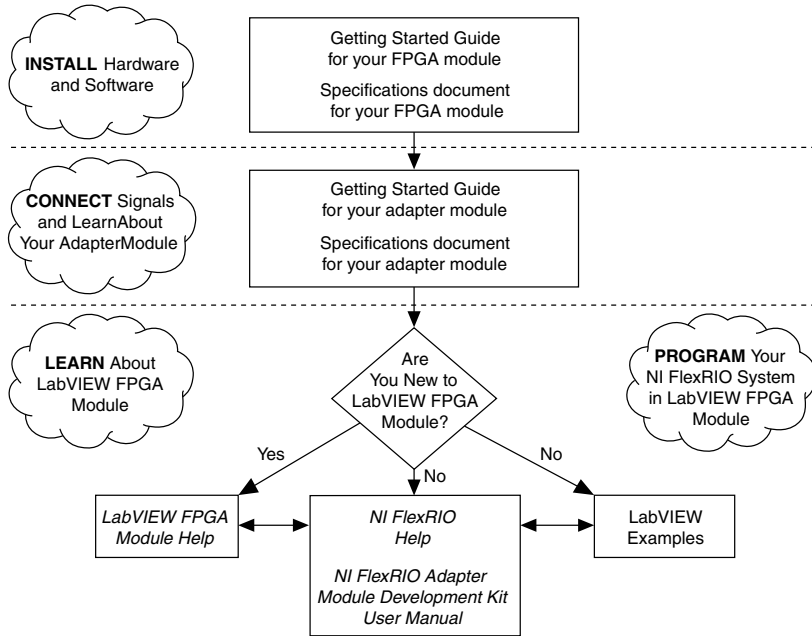 INSTALL Hardware
and Software
Getting Started Guide
for your FPGA module
Specifications document
for your FPGA module
CONNECT Signals
and LearnAbout
Your AdapterModule
Getting Started Guide
for your adapter module
Specifications document
for your adapter module
LEARN About
LabVIEW FPGA
Module
Are
You New to
LabVIEW FPGA
Module?
PROGRAM Your
NI FlexRIO System
in LabVIEW FPGA
Module
Yes
No
No
LabVIEW FPGA
Module Help
NI FlexRIO
Help
NI FlexRIO Adapter
Module Development Kit
User Manual
LabVIEW
Examples